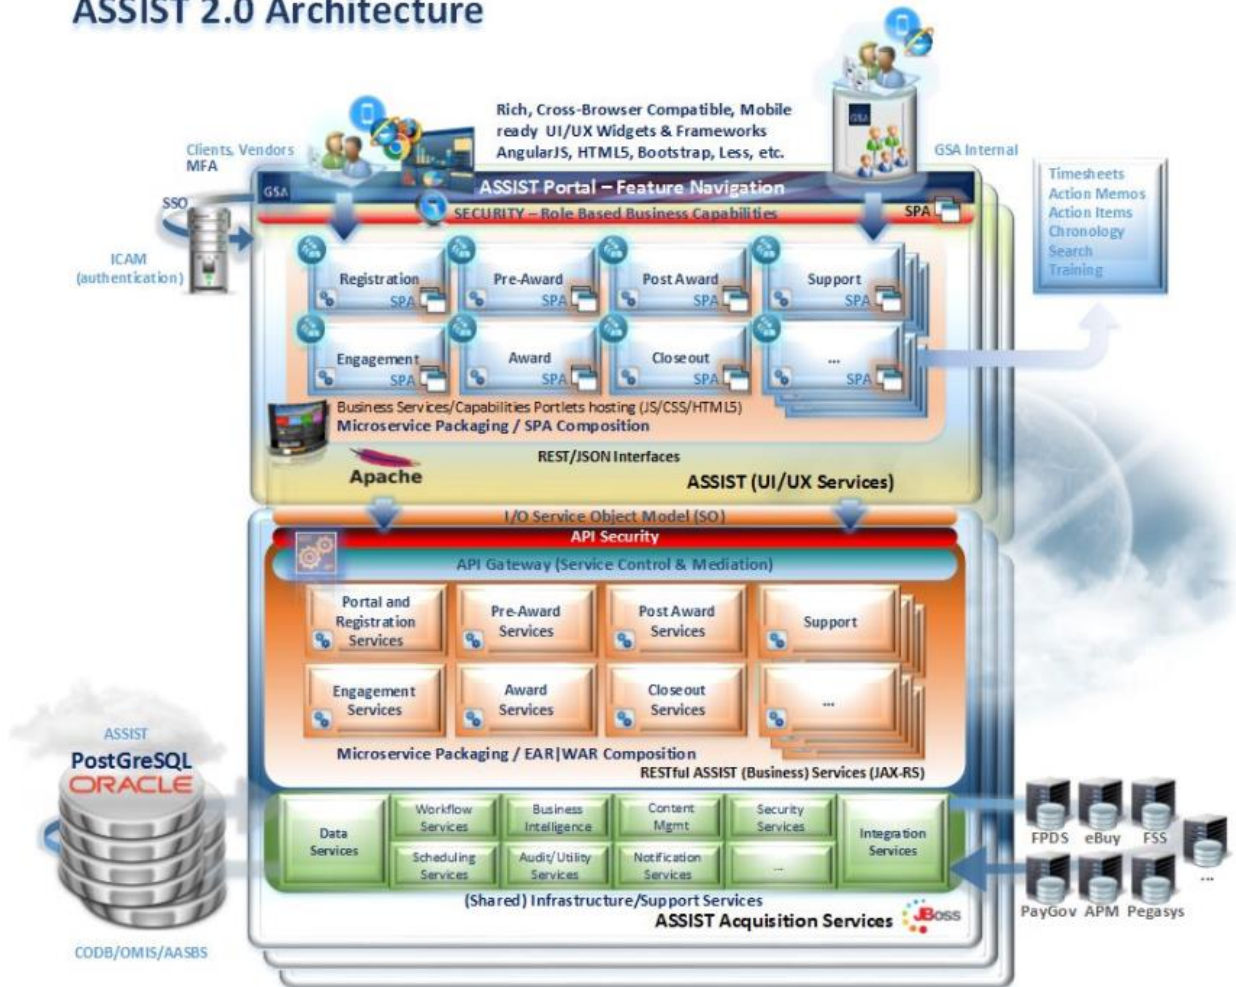 ASSIST 2.0 Architecture
Rich, Cross-Browser Compatible, Mobile
ready UI/UX Widgets & Frameworks
AngularJS, HTML5, Bootstrap, Less, etc.
Clients, Vendors
MFA
GSA
GSA Internal
Timesheets
Action Memos
Action Items
Chronology
Search
Training
GSA
ASSIST Portal – Feature Navigation
SSO
SECURITY – Role Based Business Capabilities
SPA
ICAM
(authentication)
Registration
SPA
Pre-Award
SPA
Post Award
SPA
Support
SPA
Engagement
SPA
Award
SPA
Closeout
SPA
...
SPA
Business Services/Capabilities Portlets hosting (JS/CSS/HTML5)
Microservice Packaging / SPA Composition
REST/JSON Interfaces
Apache
ASSIST (UI/UX Services)
I/O Service Object Model (SO)
API Security
API Gateway (Service Control & Mediation)
Portal and
Registration
Services
Pre-Award
Services
Post Award
Services
Support
Engagement
Services
Award
Services
Closeout
Services
...
Microservice Packaging / EAR|WAR Composition
RESTful ASSIST (Business) Services (JAX-RS)
ASSIST
PostGreSQL
ORACLE
CODB/OMIS/AASBS
Data
Services
Workflow
Services
Business
Intelligence
Content
Mgmt
Security
Services
Scheduling
Services
Audit/Utility
Services
Notification
Services
...
Integration
Services
FPDS eBuy FSS
...
PayGov APM Pegasys
(Shared) Infrastructure/Support Services
ASSIST Acquisition Services
JBoss